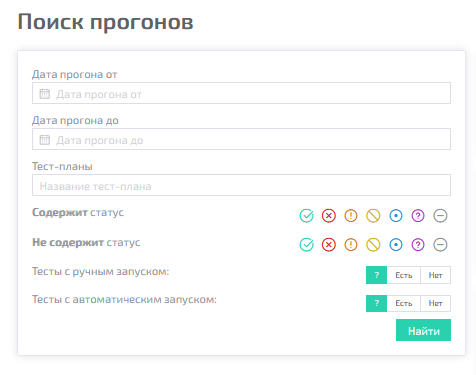 Поиск прогонов
Дата прогона от
Дата прогона от
Дата прогона до
Дата прогона до
Тест-планы
Название тест-плана
Содержит статус
Не содержит статус
Тесты с ручным запуском: ? Есть Нет
Тесты с автоматическим запуском: ? Есть Нет
Найти